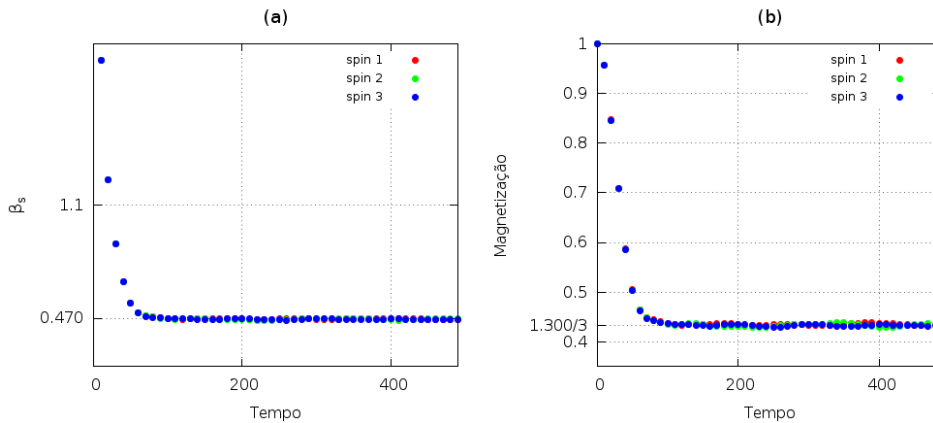 (a)
spin 1
spin 2
spin 3
1.1
0.470
βs
0
200
400
Tempo
(b)
spin 1
spin 2
spin 3
1
0.9
0.8
0.7
0.6
0.5
1.300/3
0.4
Magnetização
0
200
400
Tempo